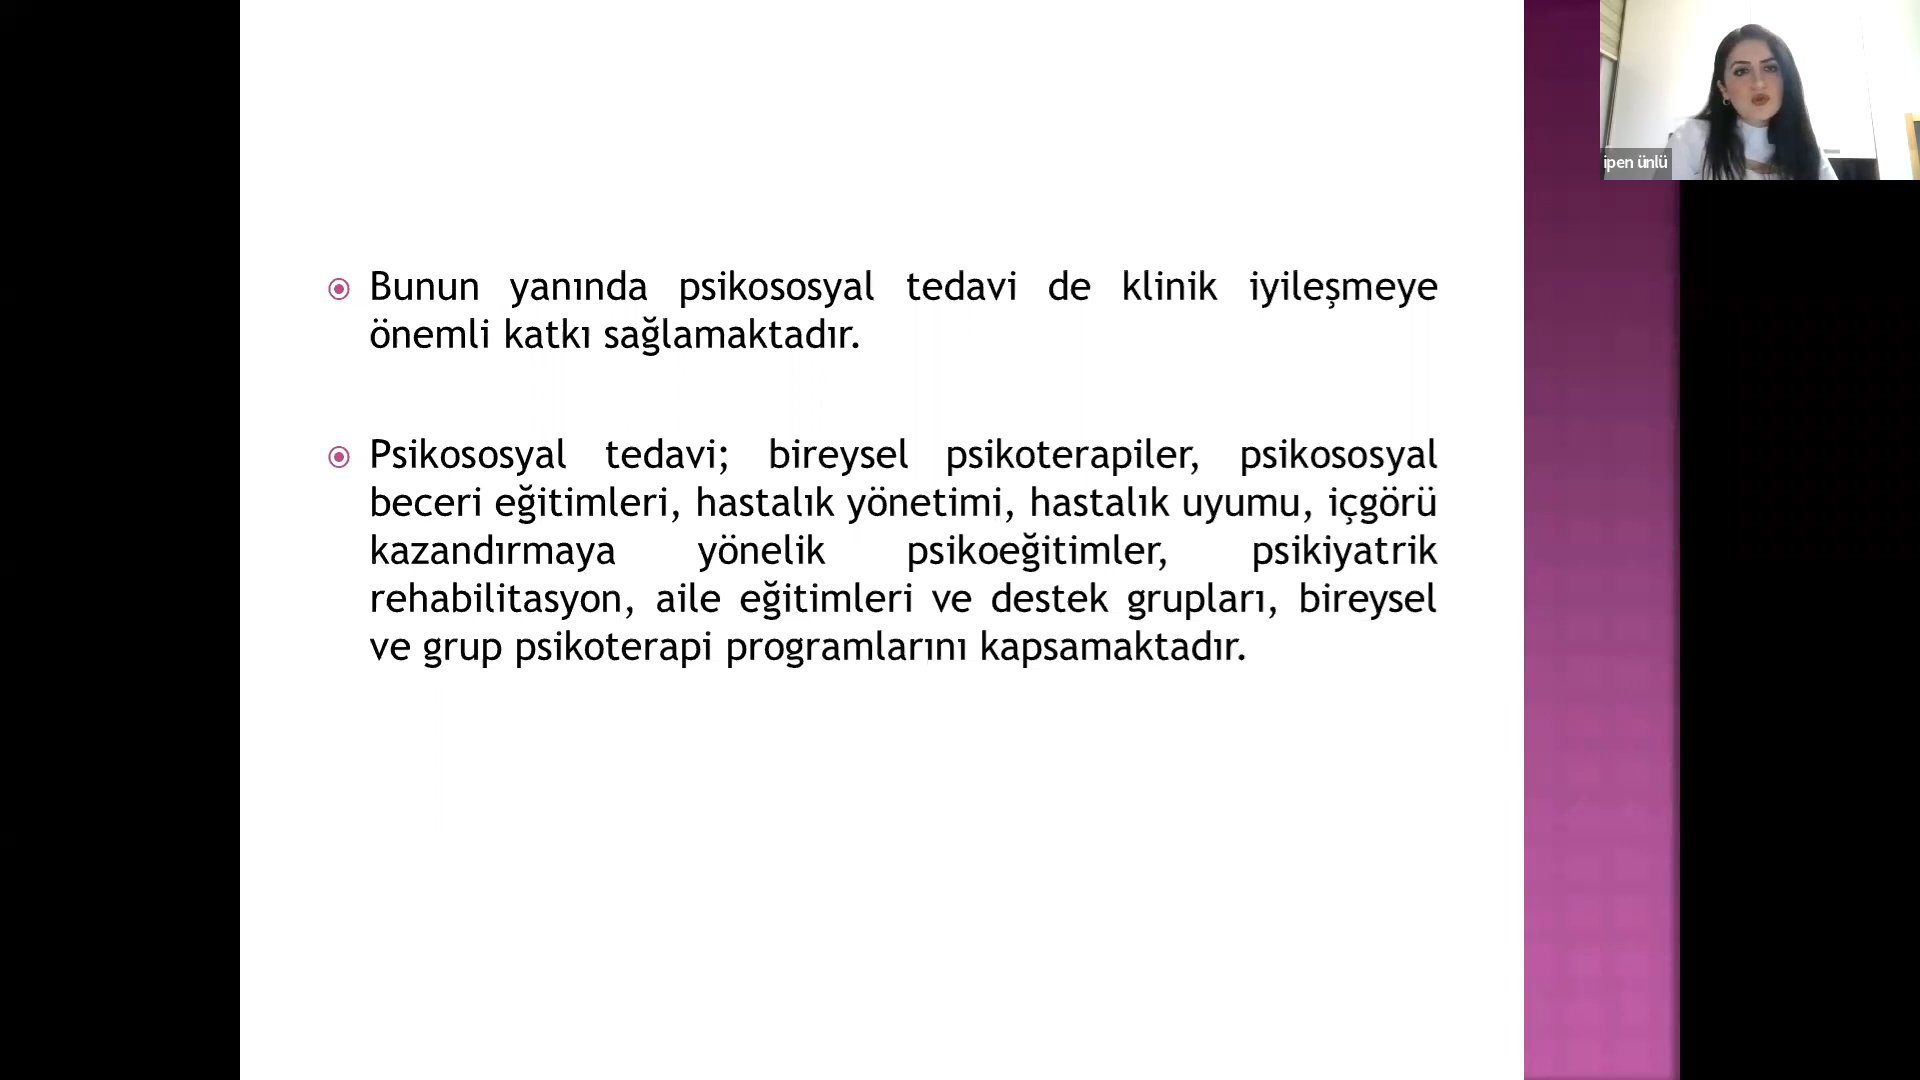 Bunun yanında psikososyal tedavi de klinik iyileşmeye
önemli katkı sağlamaktadır.
Psikososyal tedavi; bireysel psikoterapiler, psikososyal
beceri eğitimleri, hastalık yönetimi, hastalık uyumu, içgörü
kazandırmaya yönelik psikoeğitimler, psikiyatrik
rehabilitasyon, aile eğitimleri ve destek grupları, bireysel
ve grup psikoterapi programlarını kapsamaktadır.
ipen ünlü